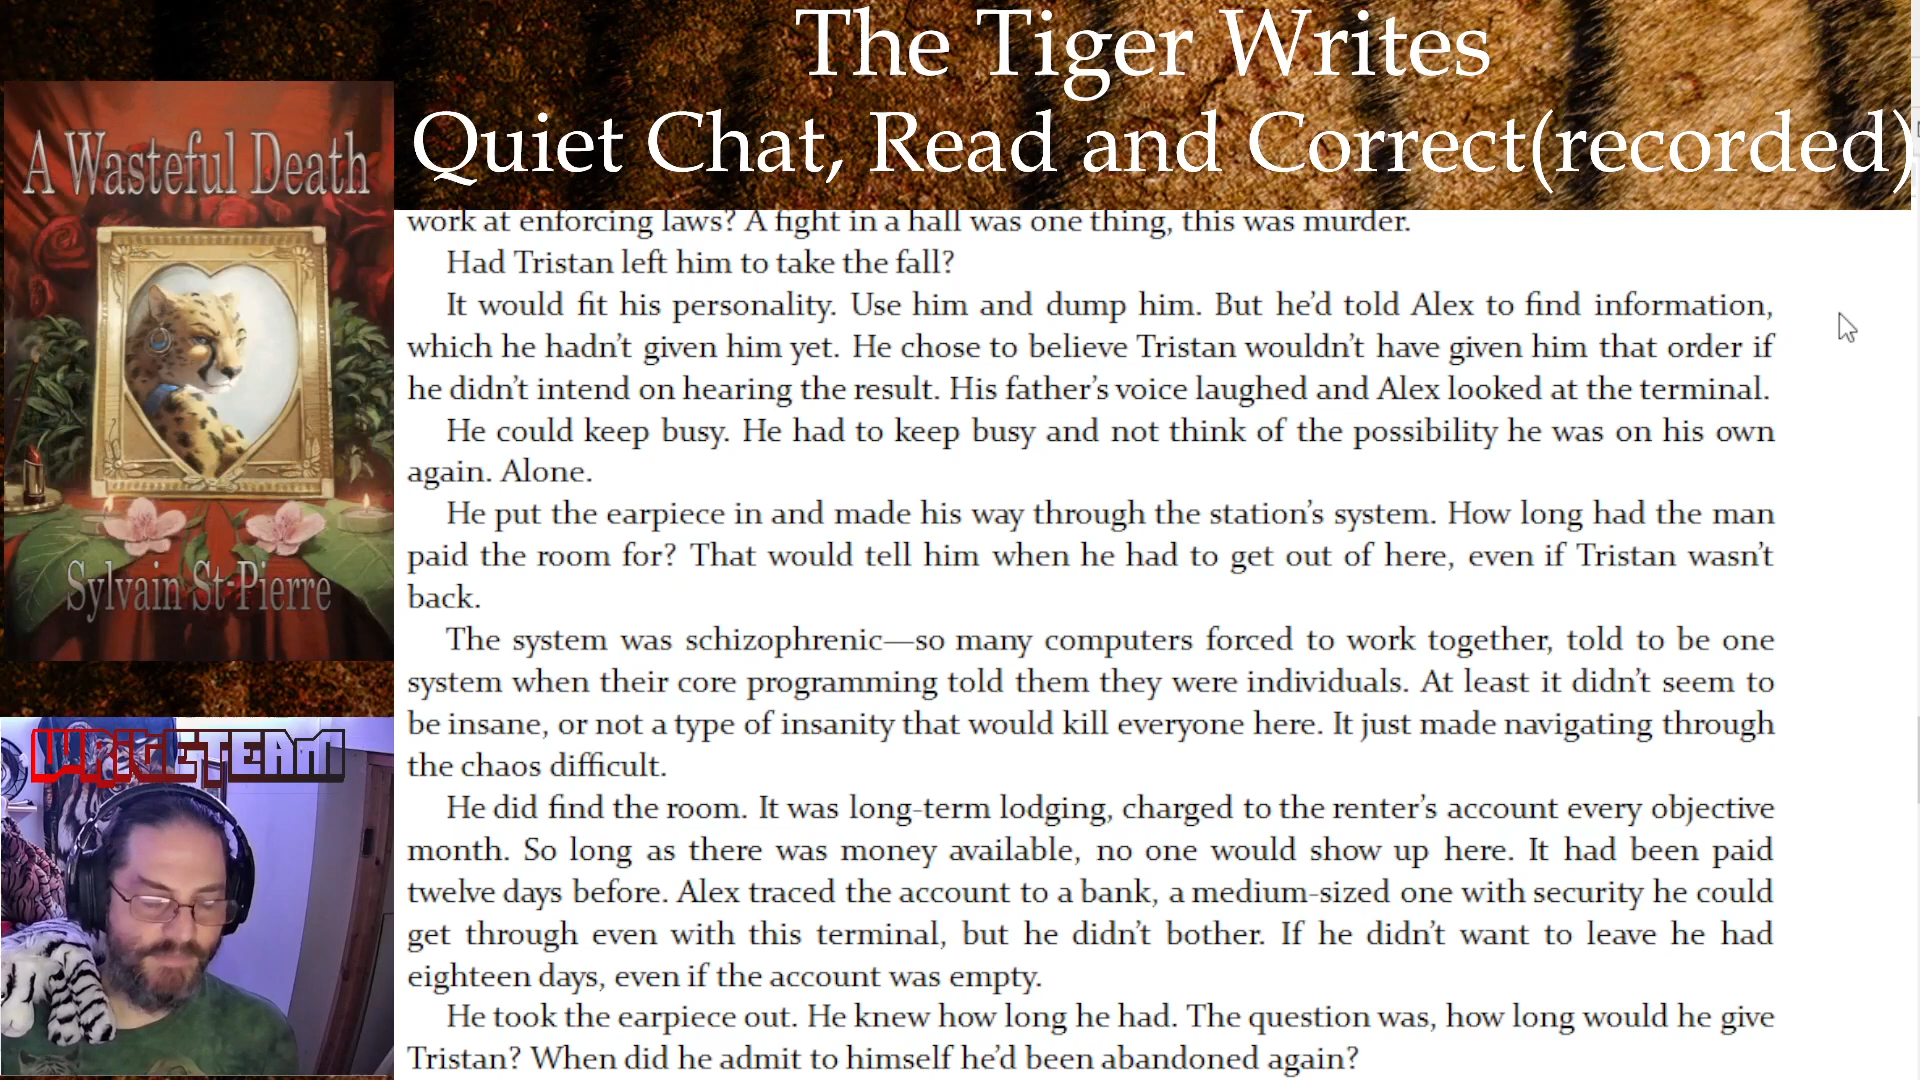 The Tiger Writes
Quiet Chat, Read and Correct(recorded)
A Wasteful Death
Sylvain St-Pierre
WRITETEAM
work at enforcing laws? A fight in a hall was one thing, this was murder.
Had Tristan left him to take the fall?
It would fit his personality. Use him and dump him. But he’d told Alex to find information,
which he hadn’t given him yet. He chose to believe Tristan wouldn’t have given him that order if
he didn’t intend on hearing the result. His father’s voice laughed and Alex looked at the terminal.
He could keep busy. He had to keep busy and not think of the possibility he was on his own
again. Alone.
He put the earpiece in and made his way through the station’s system. How long had the man
paid the room for? That would tell him when he had to get out of here, even if Tristan wasn’t
back.
The system was schizophrenic—so many computers forced to work together, told to be one
system when their core programming told them they were individuals. At least it didn’t seem to
be insane, or not a type of insanity that would kill everyone here. It just made navigating through
the chaos difficult.
He did find the room. It was long-term lodging, charged to the renter’s account every objective
month. So long as there was money available, no one would show up here. It had been paid
twelve days before. Alex traced the account to a bank, a medium-sized one with security he could
get through even with this terminal, but he didn’t bother. If he didn’t want to leave he had
eighteen days, even if the account was empty.
He took the earpiece out. He knew how long he had. The question was, how long would he give
Tristan? When did he admit to himself he’d been abandoned again?